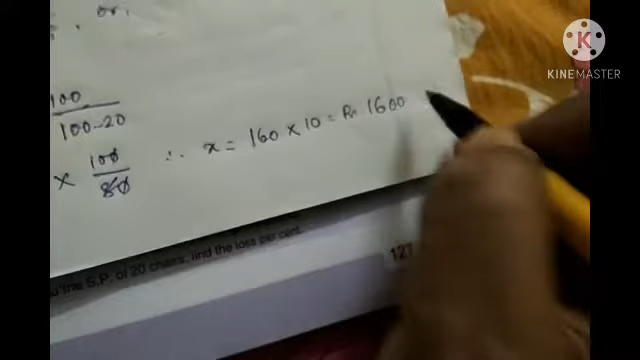 or,
KINEMASTER
100
100-20
× 100
80
∴ x = 160 × 10 = Rs 1600
the S.P. of 20 chairs, find the loss per cent.
127